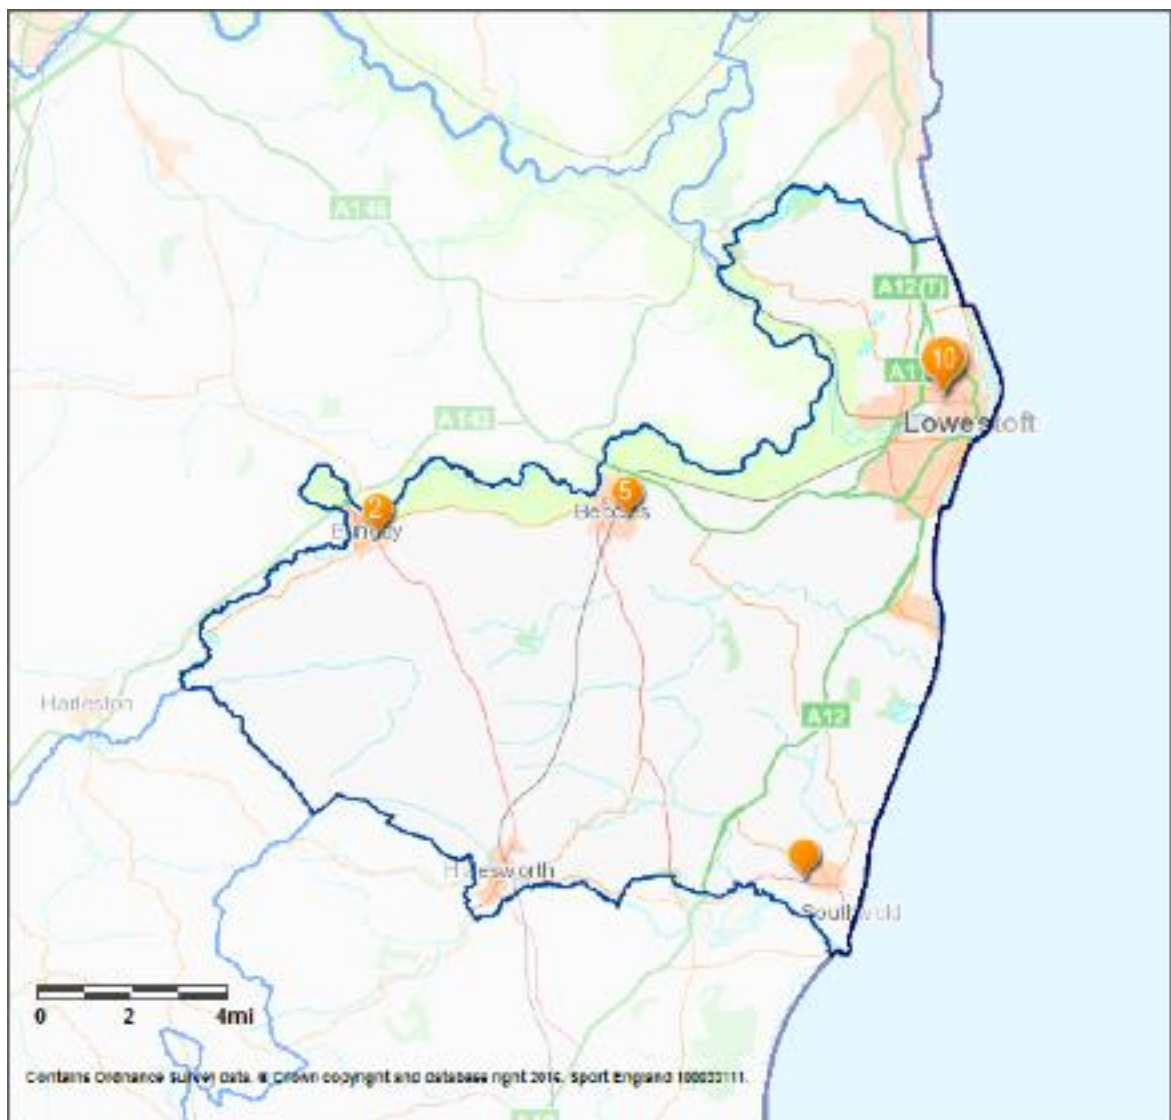 A146
A12(T)
10
Lowestoft
A143
5
Beccles
2
Bungay
Harleston
A12
Halesworth
Southwold
0 2 4mi
Contains Ordnance Survey data. © Crown copyright and database right 2016. Sport England 100033111.